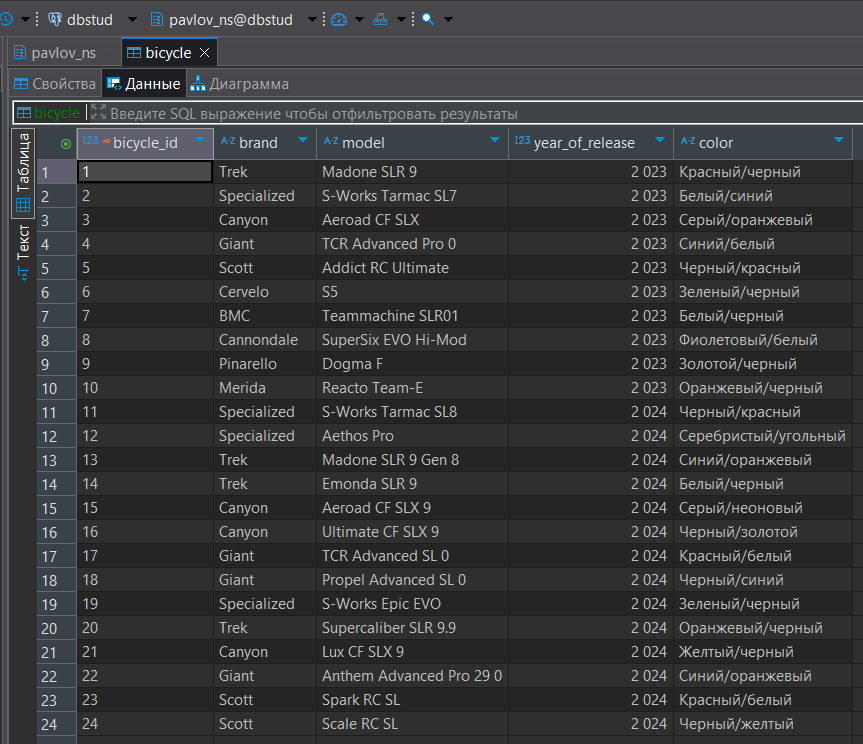 dbstud pavlov_ns@dbstud
pavlov_ns bicycle
Свойства Данные Диаграмма
bicycle Введите SQL выражение чтобы отфильтровать результаты
Таблица
Текст
123 bicycle_id A-Z brand A-Z model 123 year_of_release A-Z color
1 1 Trek Madone SLR 9 2 023 Красный/черный
2 2 Specialized S-Works Tarmac SL7 2 023 Белый/синий
3 3 Canyon Aeroad CF SLX 2 023 Серый/оранжевый
4 4 Giant TCR Advanced Pro 0 2 023 Синий/белый
5 5 Scott Addict RC Ultimate 2 023 Черный/красный
6 6 Cervelo S5 2 023 Зеленый/черный
7 7 BMC Teammachine SLR01 2 023 Белый/черный
8 8 Cannondale SuperSix EVO Hi-Mod 2 023 Фиолетовый/белый
9 9 Pinarello Dogma F 2 023 Золотой/черный
10 10 Merida Reacto Team-E 2 023 Оранжевый/черный
11 11 Specialized S-Works Tarmac SL8 2 024 Черный/красный
12 12 Specialized Aethos Pro 2 024 Серебристый/угольный
13 13 Trek Madone SLR 9 Gen 8 2 024 Синий/оранжевый
14 14 Trek Emonda SLR 9 2 024 Белый/черный
15 15 Canyon Aeroad CF SLX 9 2 024 Серый/неоновый
16 16 Canyon Ultimate CF SLX 9 2 024 Черный/золотой
17 17 Giant TCR Advanced SL 0 2 024 Красный/белый
18 18 Giant Propel Advanced SL 0 2 024 Черный/синий
19 19 Specialized S-Works Epic EVO 2 024 Зеленый/черный
20 20 Trek Supercaliber SLR 9.9 2 024 Оранжевый/черный
21 21 Canyon Lux CF SLX 9 2 024 Желтый/черный
22 22 Giant Anthem Advanced Pro 29 0 2 024 Синий/оранжевый
23 23 Scott Spark RC SL 2 024 Красный/белый
24 24 Scott Scale RC SL 2 024 Черный/желтый